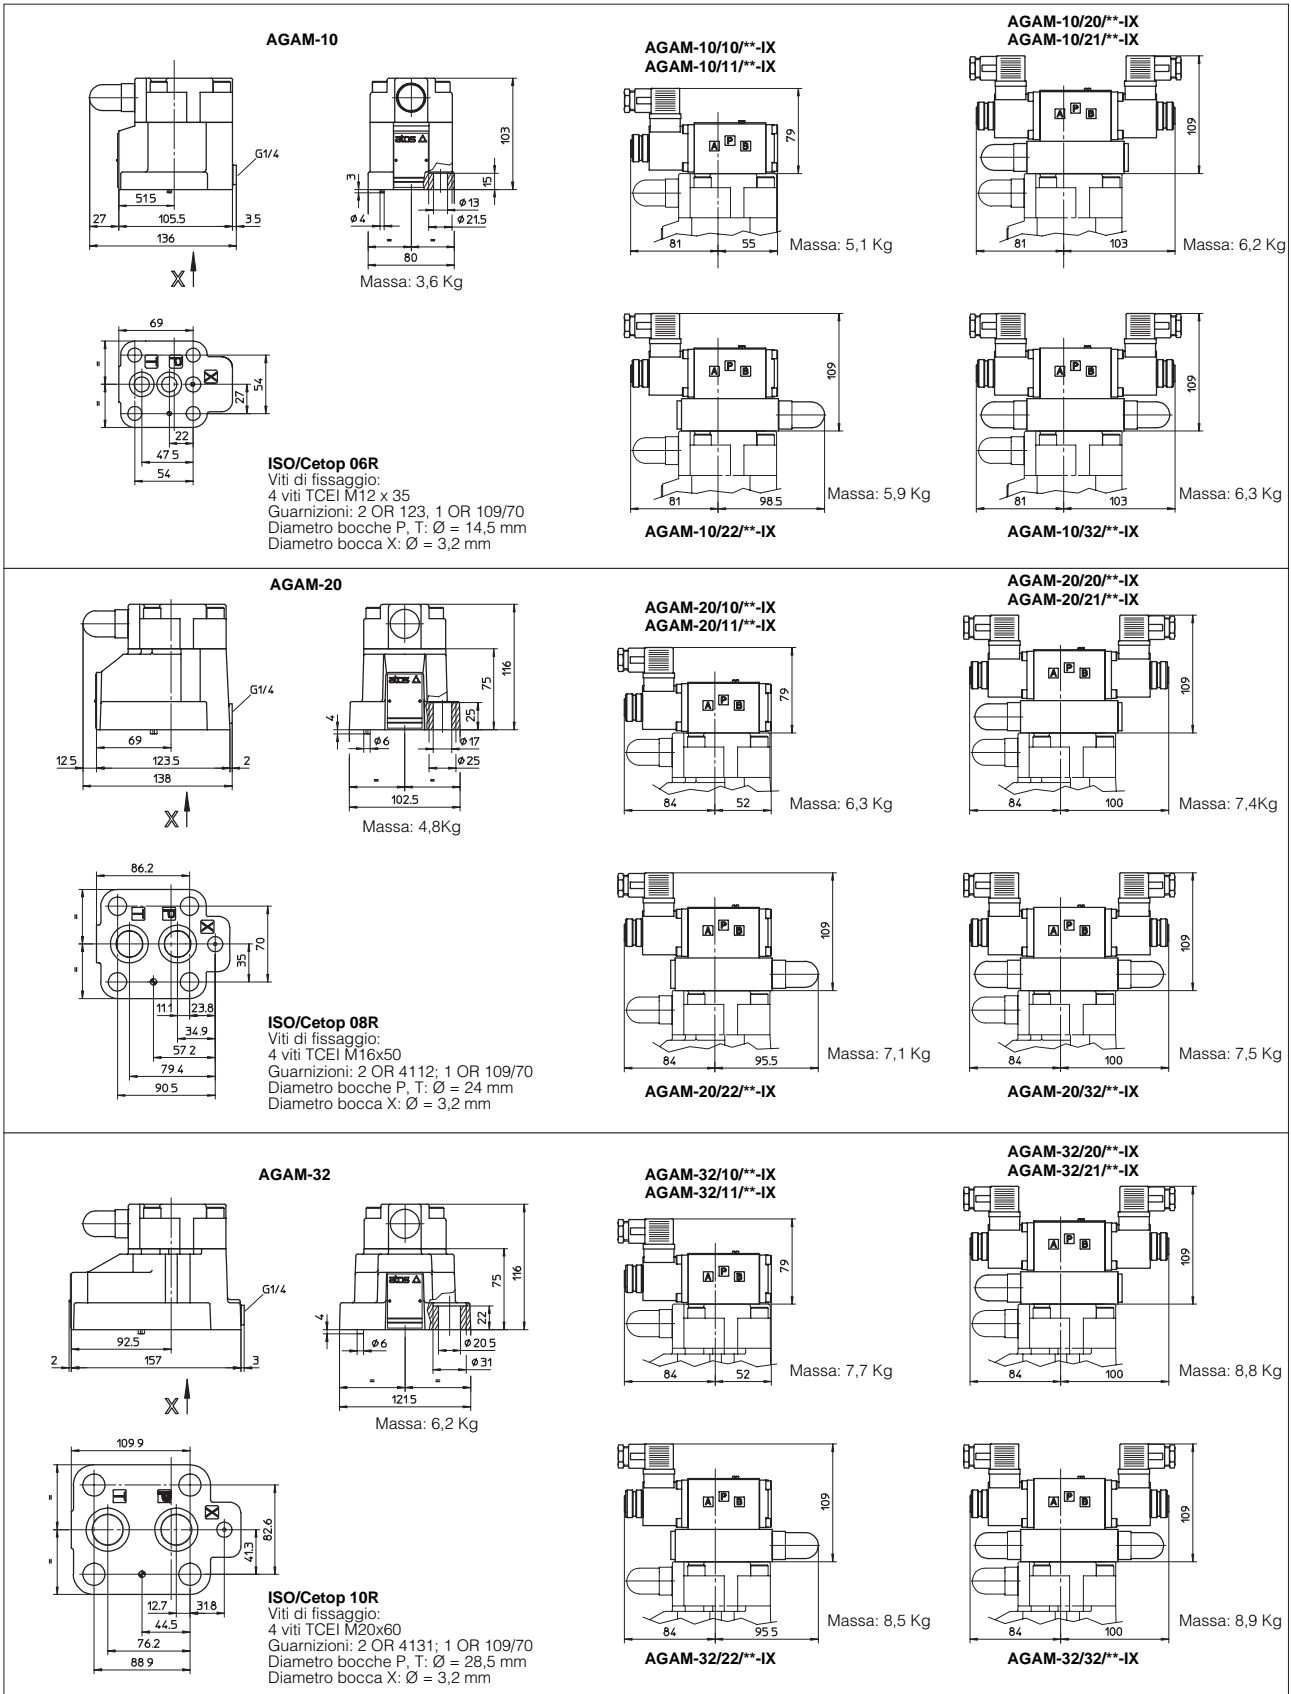 AGAM-10
AGAM-10/10/**-IX
AGAM-10/11/**-IX
AGAM-10/20/**-IX
AGAM-10/21/**-IX
G1/4
51.5
27
105.5
3.5
136
X
atos
103
15
3
ø4
ø13
ø21.5
=
=
80
Massa: 3,6 Kg
A P B
79
81
55
Massa: 5,1 Kg
A P B
109
81
103
Massa: 6,2 Kg
69
=
=
T P X
54
27
22
47.5
54
ISO/Cetop 06R
Viti di fissaggio:
4 viti TCEI M12 x 35
Guarnizioni: 2 OR 123, 1 OR 109/70
Diametro bocche P, T: Ø = 14,5 mm
Diametro bocca X: Ø = 3,2 mm
A P B
109
81
98.5
Massa: 5,9 Kg
AGAM-10/22/**-IX
A P B
109
81
103
Massa: 6,3 Kg
AGAM-10/32/**-IX
AGAM-20
AGAM-20/10/**-IX
AGAM-20/11/**-IX
AGAM-20/20/**-IX
AGAM-20/21/**-IX
G1/4
69
12.5
123.5
2
138
X
atos
116
75
25
4
ø6
ø17
ø25
=
=
102.5
Massa: 4,8Kg
A P B
79
84
52
Massa: 6,3 Kg
A P B
109
84
100
Massa: 7,4Kg
86.2
=
=
T P X
70
35
11.1
23.8
34.9
57.2
79.4
90.5
ISO/Cetop 08R
Viti di fissaggio:
4 viti TCEI M16x50
Guarnizioni: 2 OR 4112; 1 OR 109/70
Diametro bocche P, T: Ø = 24 mm
Diametro bocca X: Ø = 3,2 mm
A P B
109
84
95.5
Massa: 7,1 Kg
AGAM-20/22/**-IX
A P B
109
84
100
Massa: 7,5 Kg
AGAM-20/32/**-IX
AGAM-32
AGAM-32/10/**-IX
AGAM-32/11/**-IX
AGAM-32/20/**-IX
AGAM-32/21/**-IX
G1/4
92.5
2
157
3
X
atos
116
75
22
4
ø6
ø20.5
ø31
=
=
121.5
Massa: 6,2 Kg
A P B
79
84
52
Massa: 7,7 Kg
A P B
109
84
100
Massa: 8,8 Kg
109.9
=
=
T P X
82.6
41.3
12.7
31.8
44.5
76.2
88.9
ISO/Cetop 10R
Viti di fissaggio:
4 viti TCEI M20x60
Guarnizioni: 2 OR 4131; 1 OR 109/70
Diametro bocche P, T: Ø = 28,5 mm
Diametro bocca X: Ø = 3,2 mm
A P B
109
84
95.5
Massa: 8,5 Kg
AGAM-32/22/**-IX
A P B
109
84
100
Massa: 8,9 Kg
AGAM-32/32/**-IX